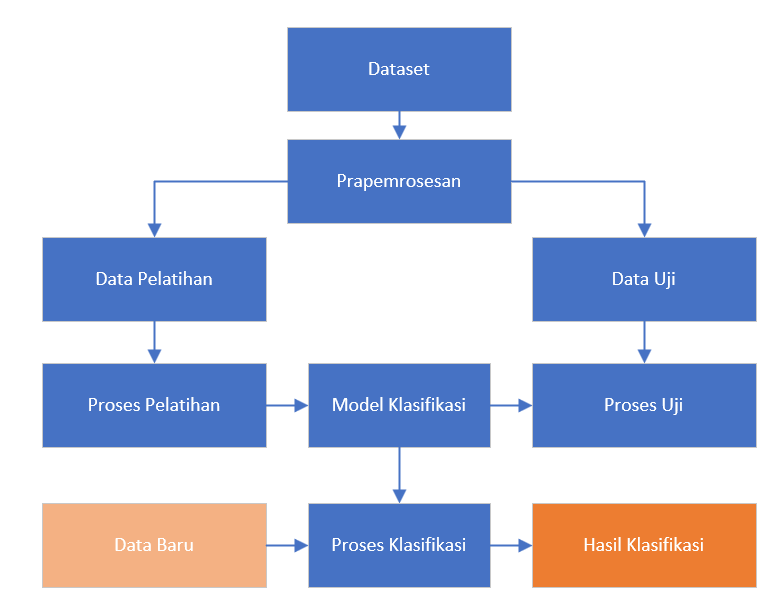 Dataset
Prapemrosesan
Data Pelatihan
Data Uji
Proses Pelatihan
Model Klasifikasi
Proses Uji
Data Baru
Proses Klasifikasi
Hasil Klasifikasi